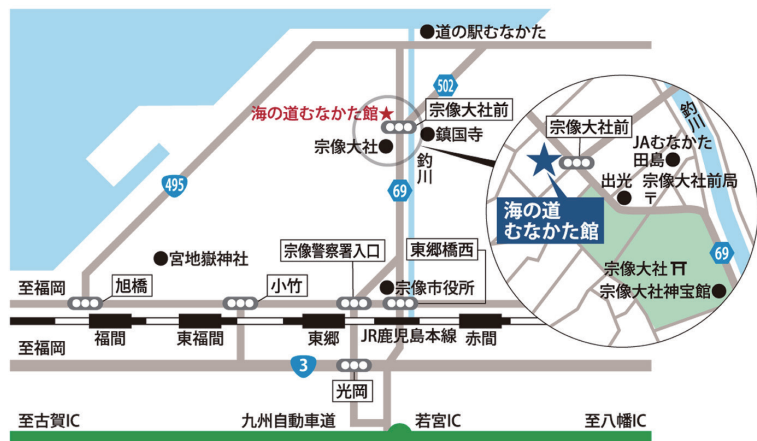 道の駅むなかた
502
海の道むなかた館★
宗像大社前
宗像大社
鎮国寺
釣川
495
69
宮地嶽神社
宗像警察署入口
東郷橋西
至福岡
旭橋
小竹
宗像市役所
福間
東福間
東郷
JR鹿児島本線
赤間
至福岡
3
光岡
至古賀IC
九州自動車道
若宮IC
至八幡IC
釣川
宗像大社前
JAむなかた
田島
出光
宗像大社前局
〒
海の道
むなかた館
69
宗像大社
宗像大社神宝館